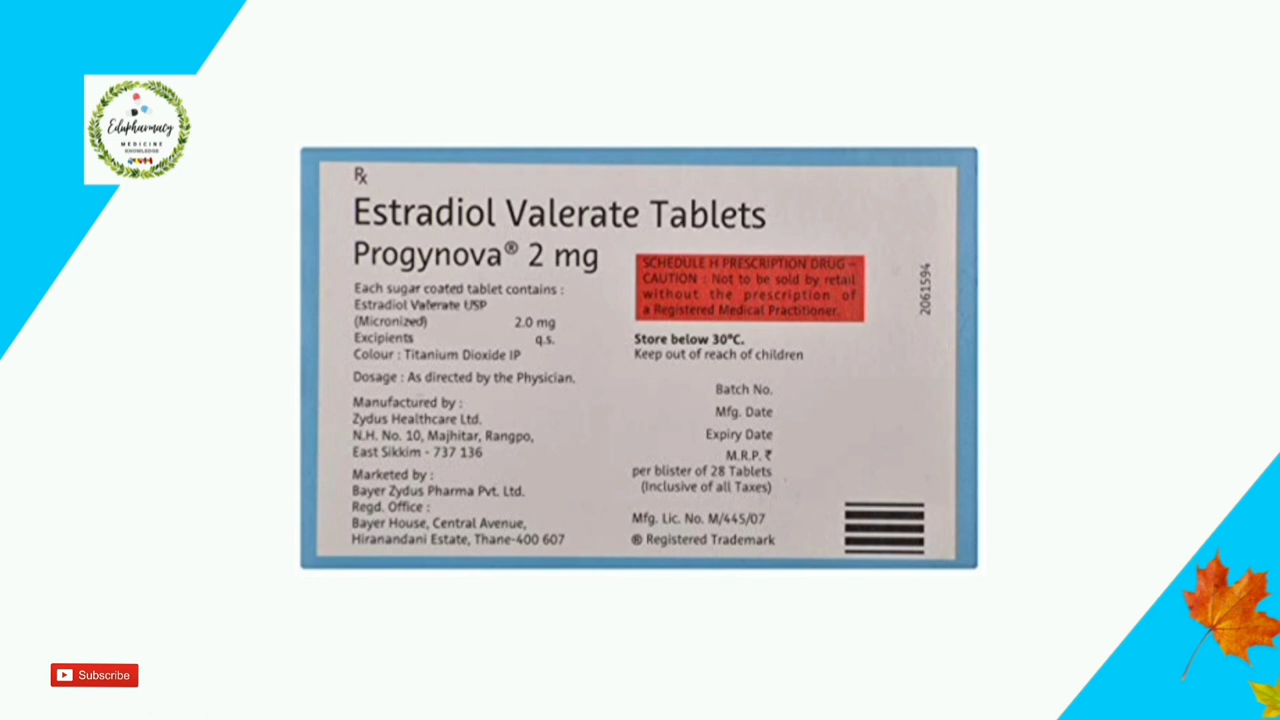 Edupharmacy
MEDICINE
KNOWLEDGE
Rx
Estradiol Valerate Tablets
Progynova® 2 mg
Each sugar coated tablet contains :
Estradiol Valerate USP
(Micronized) 2.0 mg
Excipients q.s.
Colour : Titanium Dioxide IP
Dosage : As directed by the Physician.
Manufactured by :
Zydus Healthcare Ltd.
N.H. No. 10, Majhitar, Rangpo,
East Sikkim - 737 136
Marketed by :
Bayer Zydus Pharma Pvt. Ltd.
Regd. Office :
Bayer House, Central Avenue,
Hiranandani Estate, Thane-400 607
SCHEDULE H PRESCRIPTION DRUG –
CAUTION : Not to be sold by retail
without the prescription of
a Registered Medical Practitioner.
Store below 30°C.
Keep out of reach of children
Batch No.
Mfg. Date
Expiry Date
M.R.P. ₹
per blister of 28 Tablets
(Inclusive of all Taxes)
Mfg. Lic. No. M/445/07
® Registered Trademark
2061594
Subscribe